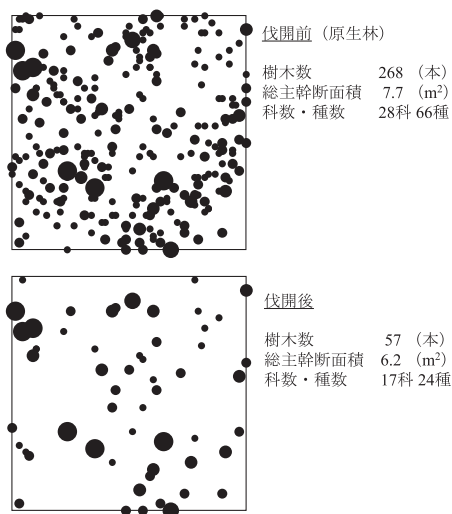 伐開前（原生林）
樹木数 268 （本）
総主幹断面積 7.7 （m²）
科数・種数 28科 66種
伐開後
樹木数 57 （本）
総主幹断面積 6.2 （m²）
科数・種数 17科 24種